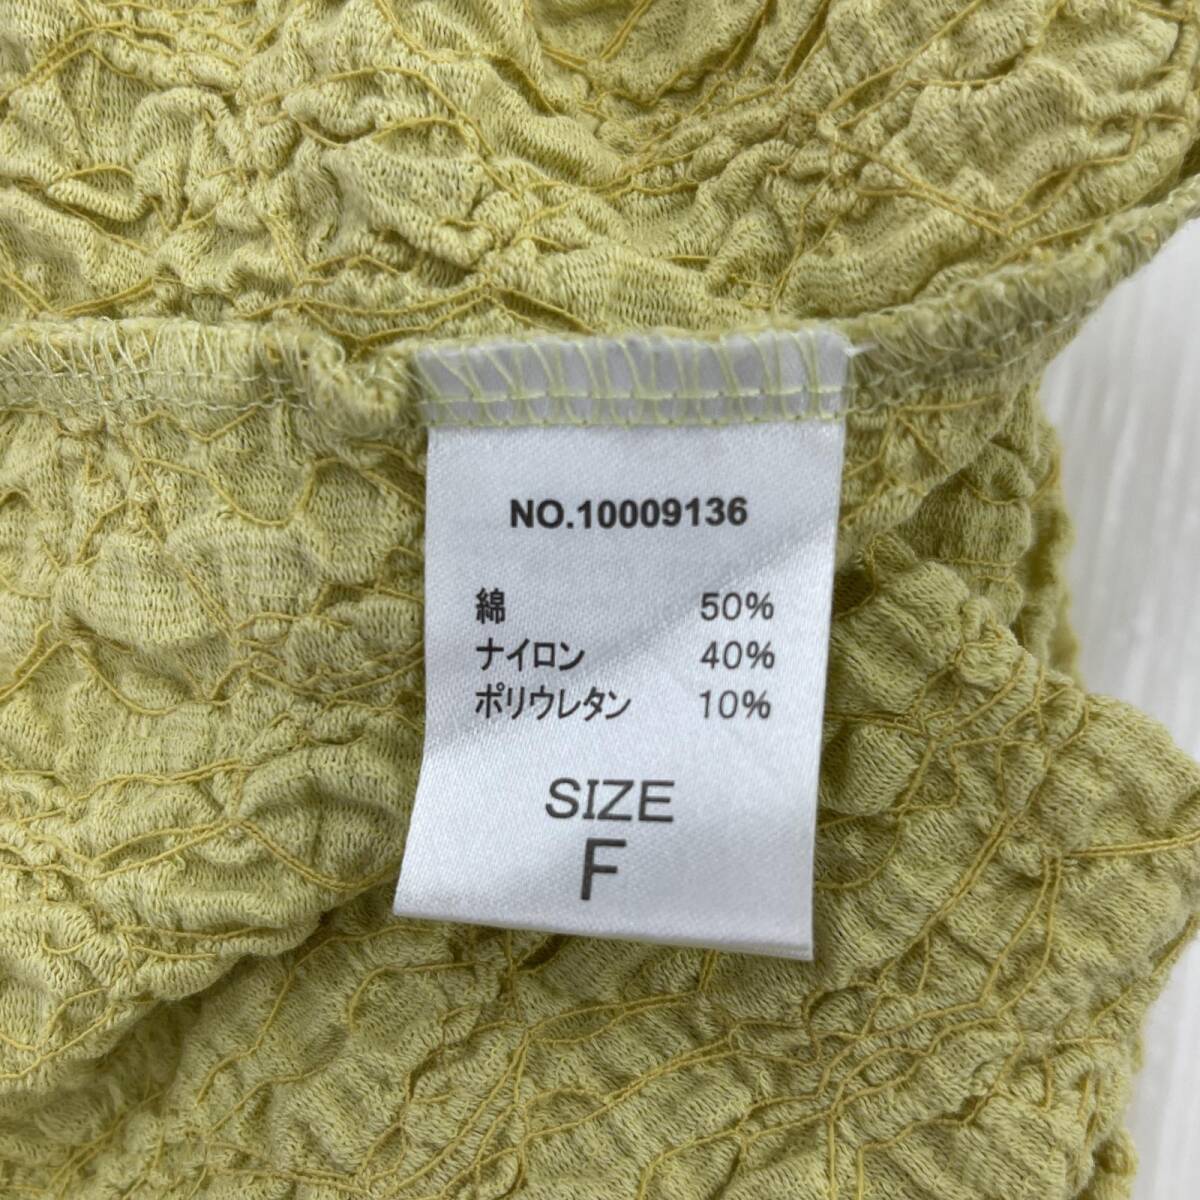 NO.10009136
綿 50%
ナイロン 40%
ポリウレタン 10%
SIZE
F